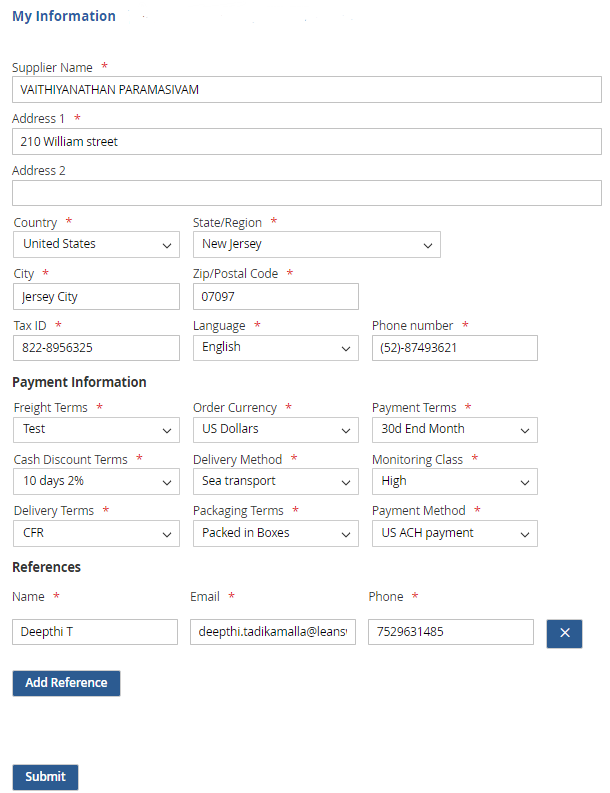 My Information
Supplier Name *
VAITHIYANATHAN PARAMASIVAM
Address 1 *
210 William street
Address 2
Country * State/Region *
United States New Jersey
City * Zip/Postal Code *
Jersey City 07097
Tax ID * Language * Phone number *
822-8956325 English (52)-87493621
Payment Information
Freight Terms * Order Currency * Payment Terms *
Test US Dollars 30d End Month
Cash Discount Terms * Delivery Method * Monitoring Class *
10 days 2% Sea transport High
Delivery Terms * Packaging Terms * Payment Method *
CFR Packed in Boxes US ACH payment
References
Name * Email * Phone *
Deepthi T deepthi.tadikamalla@leans 7529631485
Add Reference
Submit